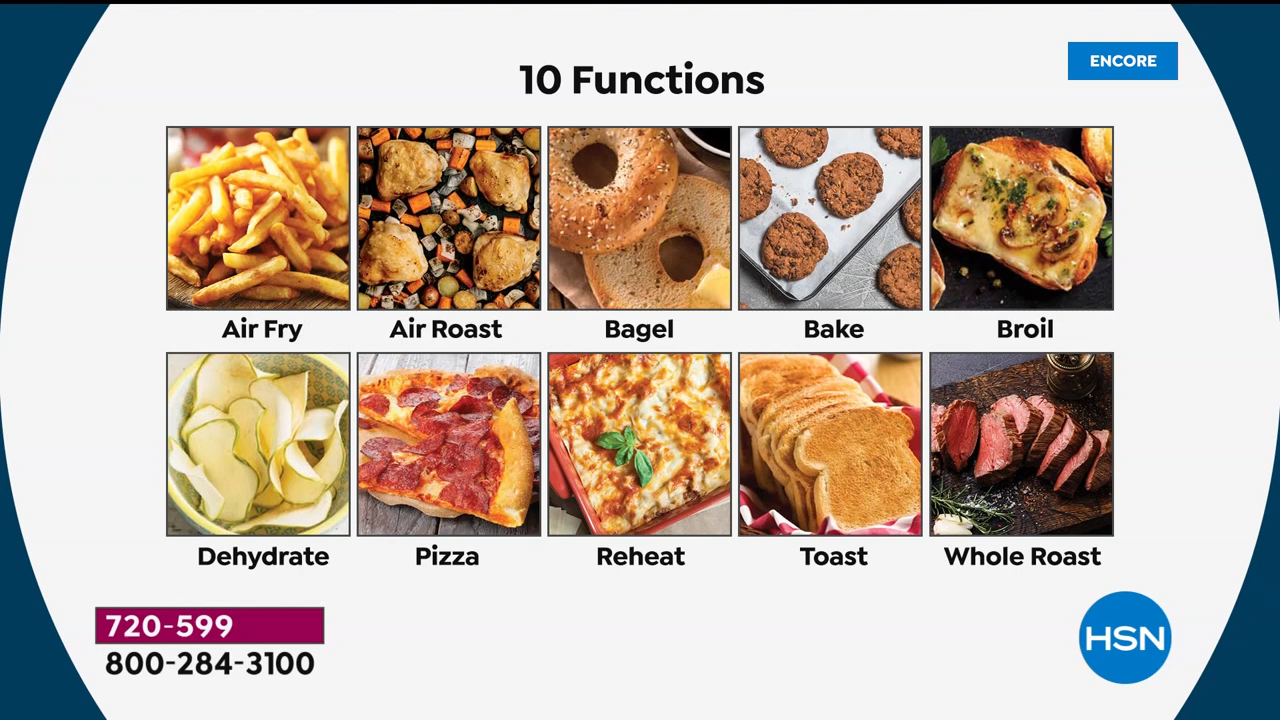 ENCORE
10 Functions
Air Fry
Air Roast
Bagel
Bake
Broil
Dehydrate
Pizza
Reheat
Toast
Whole Roast
720-599
800-284-3100
HSN